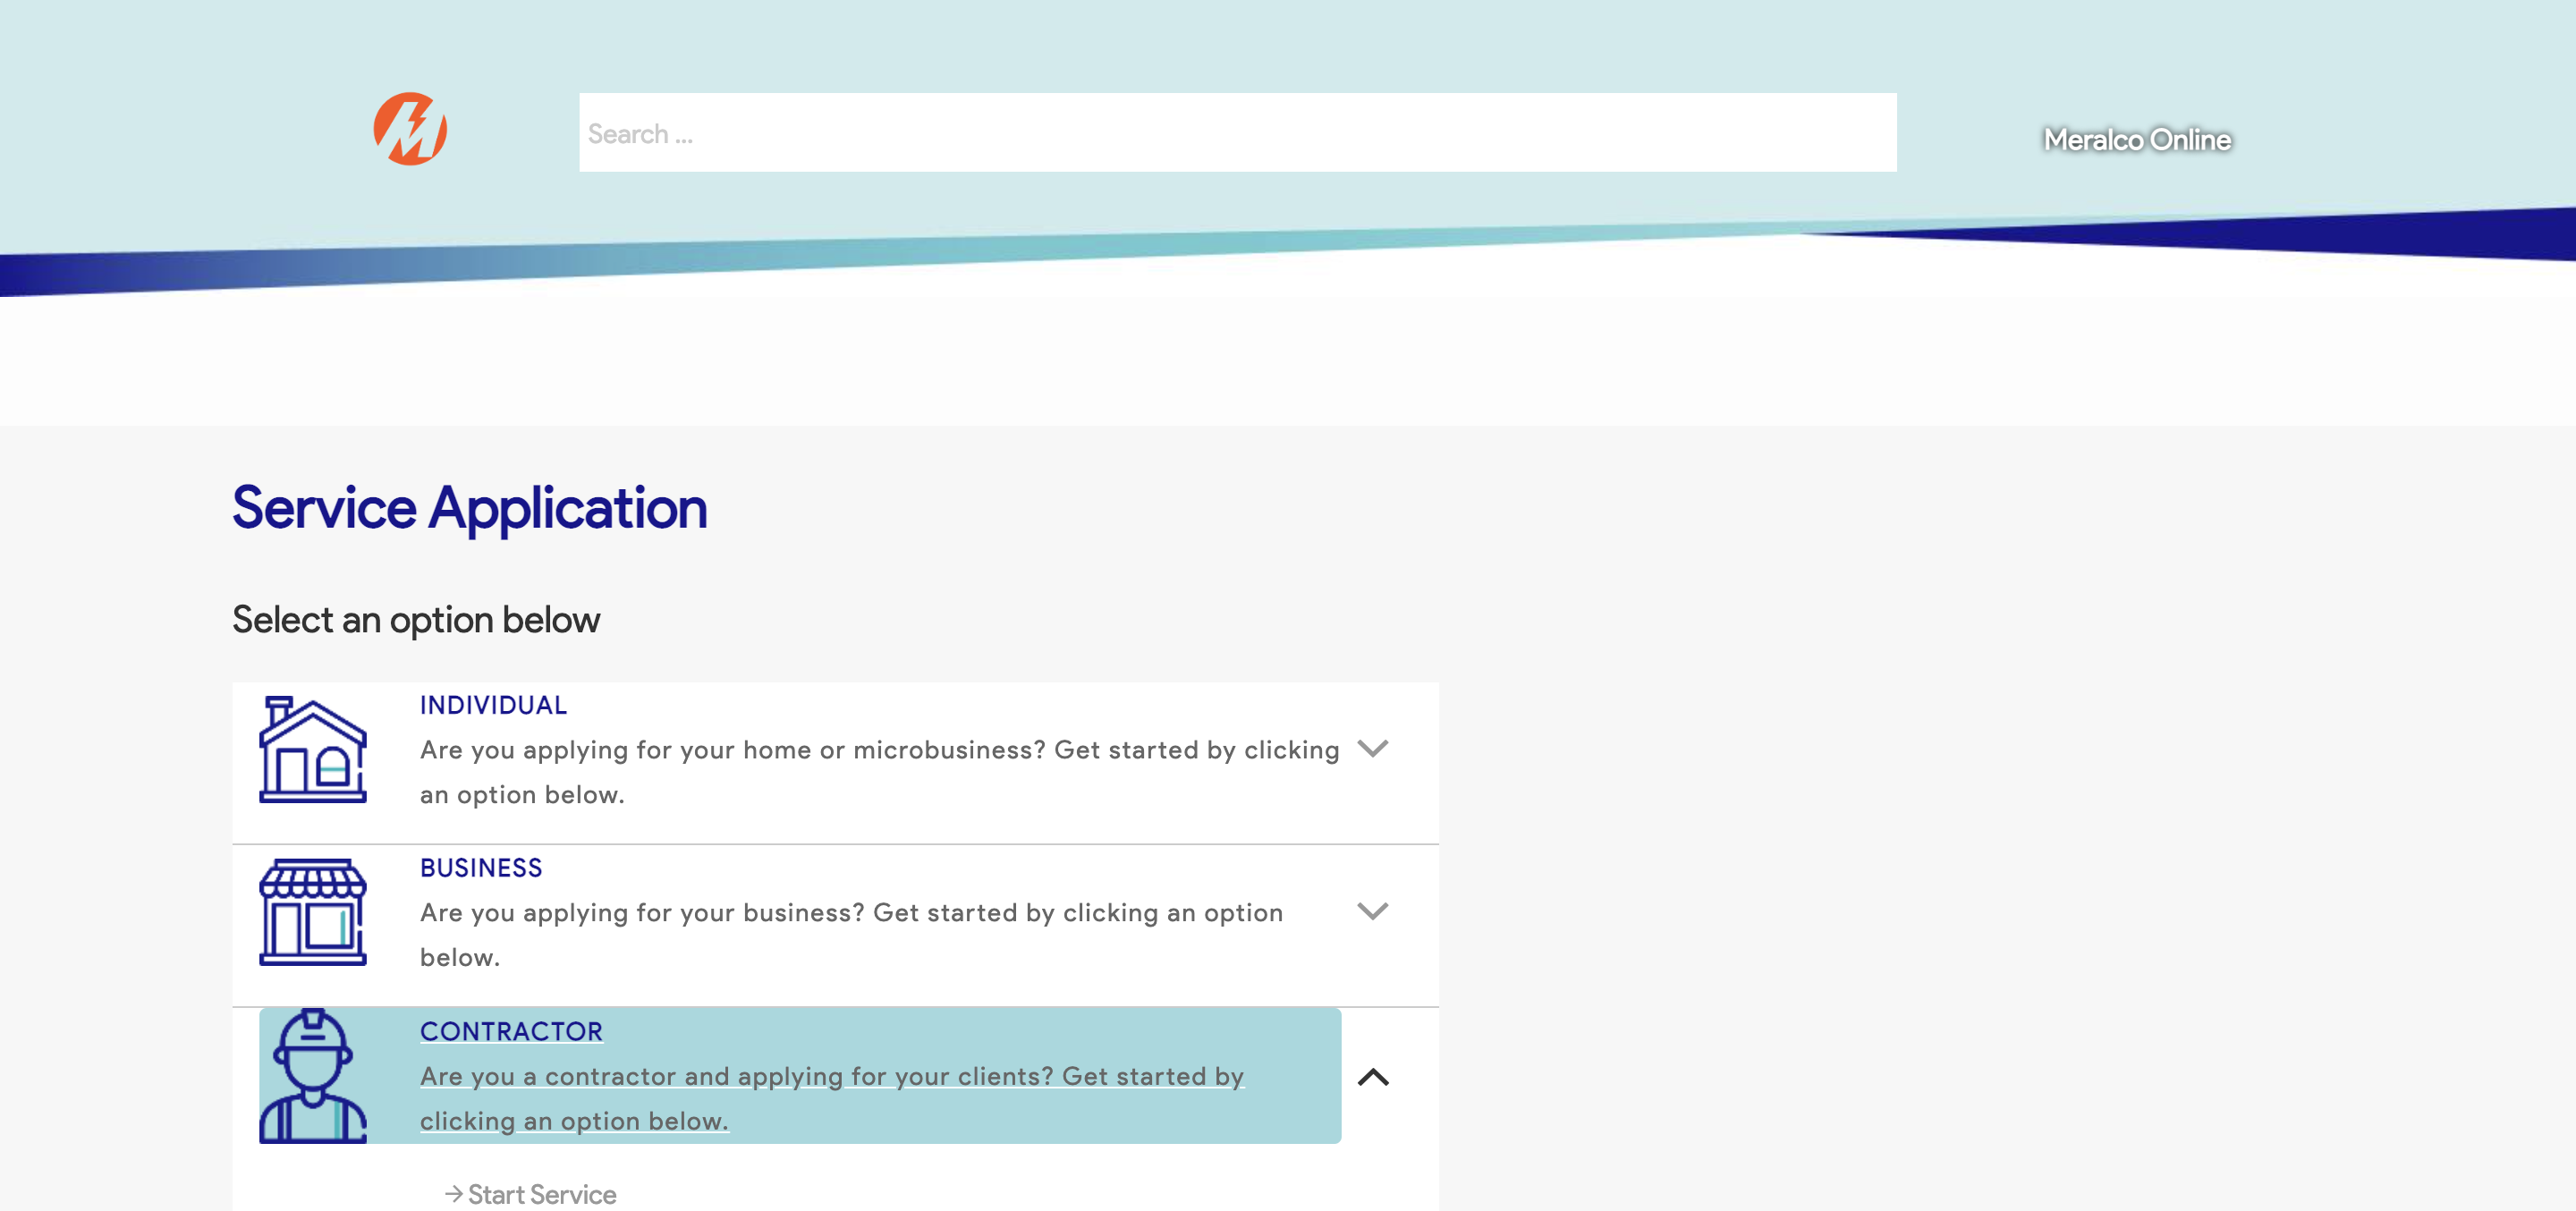 Search ...
Meralco Online
Service Application
Select an option below
INDIVIDUAL
Are you applying for your home or microbusiness? Get started by clicking
an option below.
BUSINESS
Are you applying for your business? Get started by clicking an option
below.
CONTRACTOR
Are you a contractor and applying for your clients? Get started by
clicking an option below.
→ Start Service